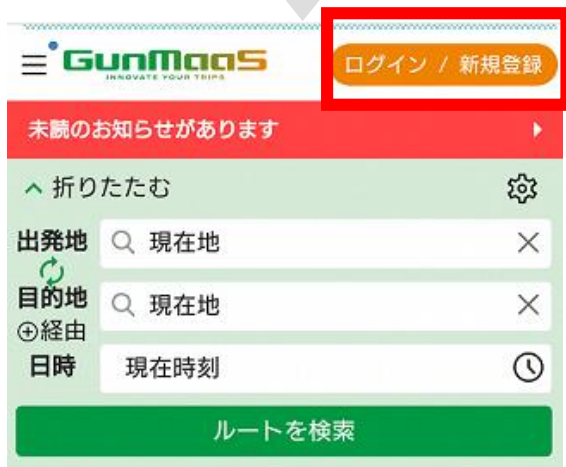 GunMaaS
INNOVATE YOUR TRIPS
ログイン / 新規登録
未読のお知らせがあります
折りたたむ
出発地 現在地
目的地 現在地
経由
日時 現在時刻
ルートを検索